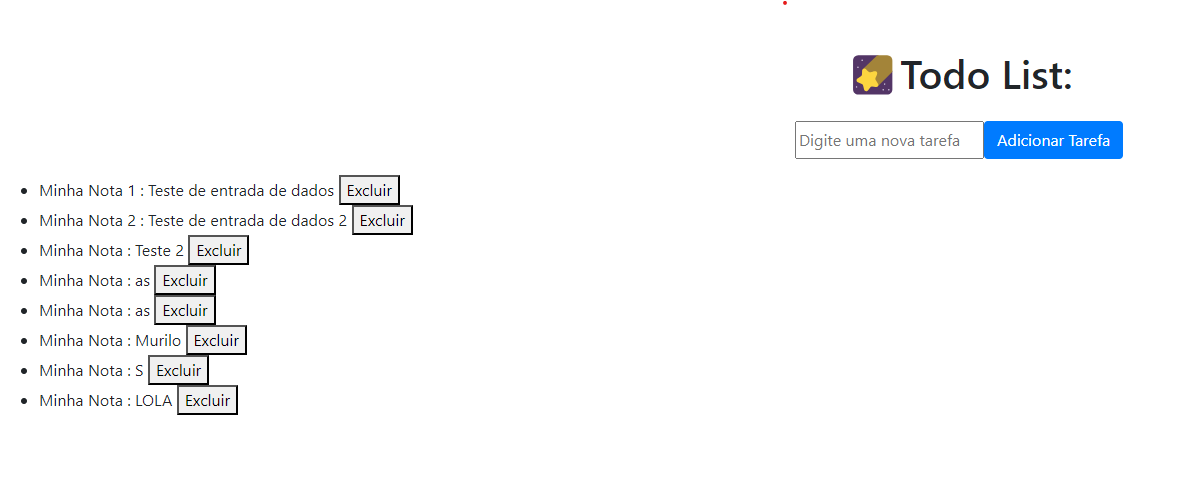 Todo List:
Digite uma nova tarefa Adicionar Tarefa
Minha Nota 1 : Teste de entrada de dados Excluir
Minha Nota 2 : Teste de entrada de dados 2 Excluir
Minha Nota : Teste 2 Excluir
Minha Nota : as Excluir
Minha Nota : as Excluir
Minha Nota : Murilo Excluir
Minha Nota : S Excluir
Minha Nota : LOLA Excluir